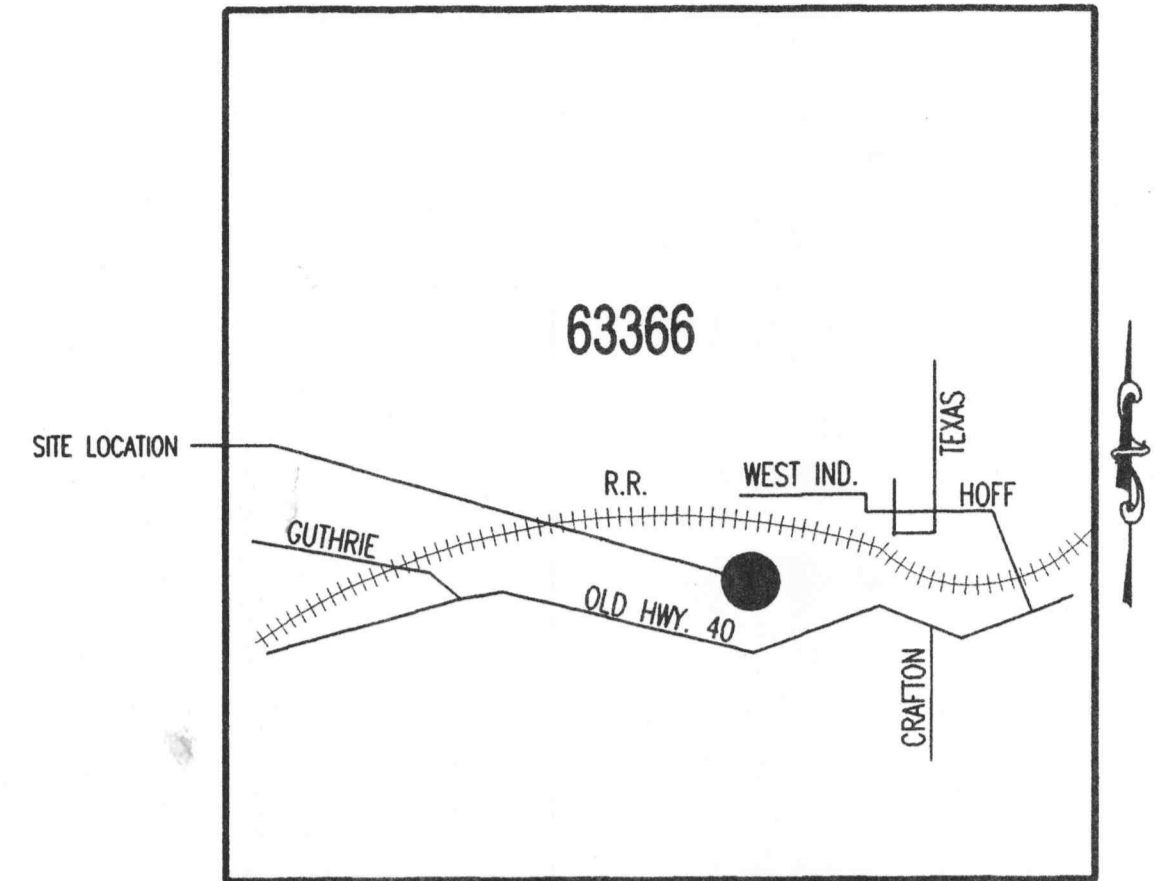 63366
SITE LOCATION
TEXAS
WEST IND.
R.R.
HOFF
GUTHRIE
OLD HWY. 40
CRAFTON